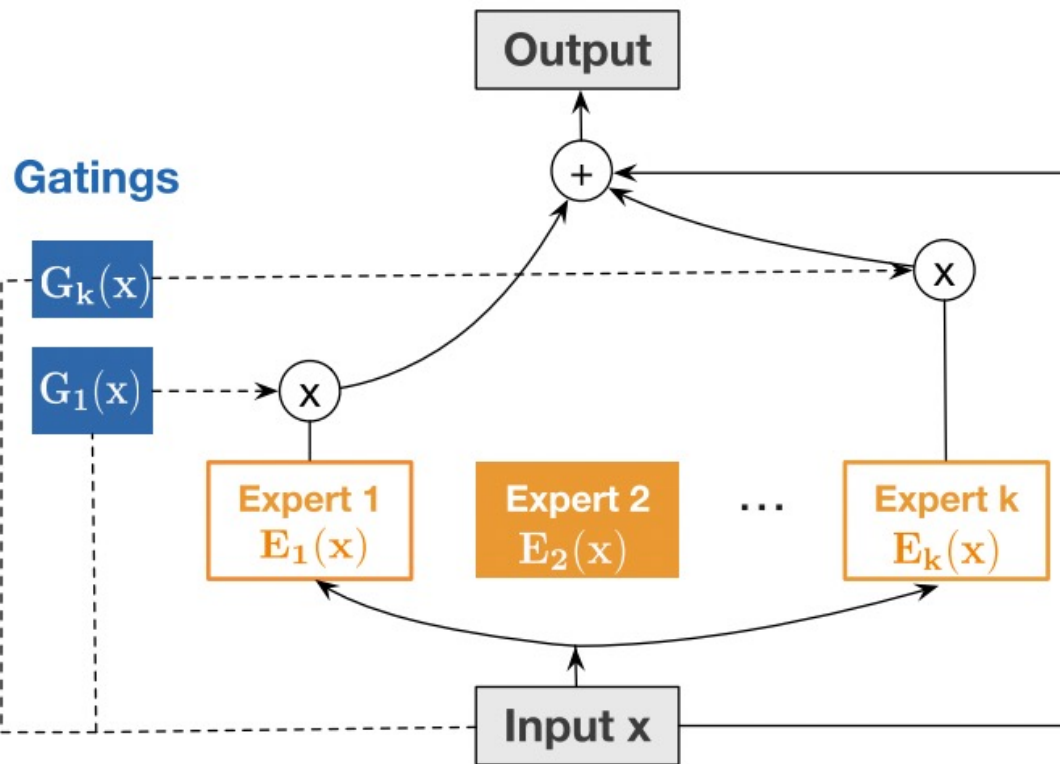 Output
+
Gatings
Gₖ(x)
x
G₁(x)
x
Expert 1
E₁(x)
Expert 2
E₂(x)
...
Expert k
Eₖ(x)
Input x